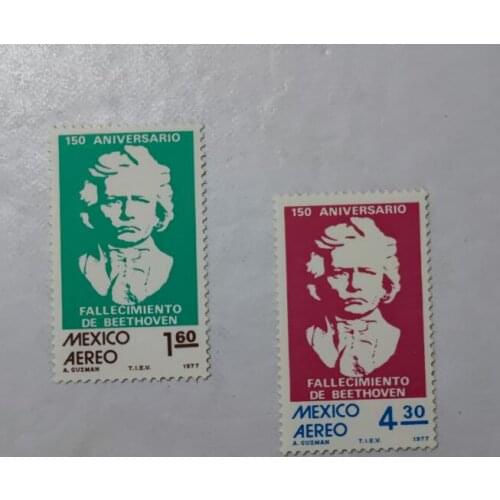 150 ANIVERSARIO
FALLECIMIENTO
DE BEETHOVEN
MEXICO
AEREO
1.60
A. GUZMAN T.I.E.V. 1977
150 ANIVERSARIO
FALLECIMIENTO
DE BEETHOVEN
MEXICO
AEREO
4.30
A. GUZMAN T.I.E.V. 1977